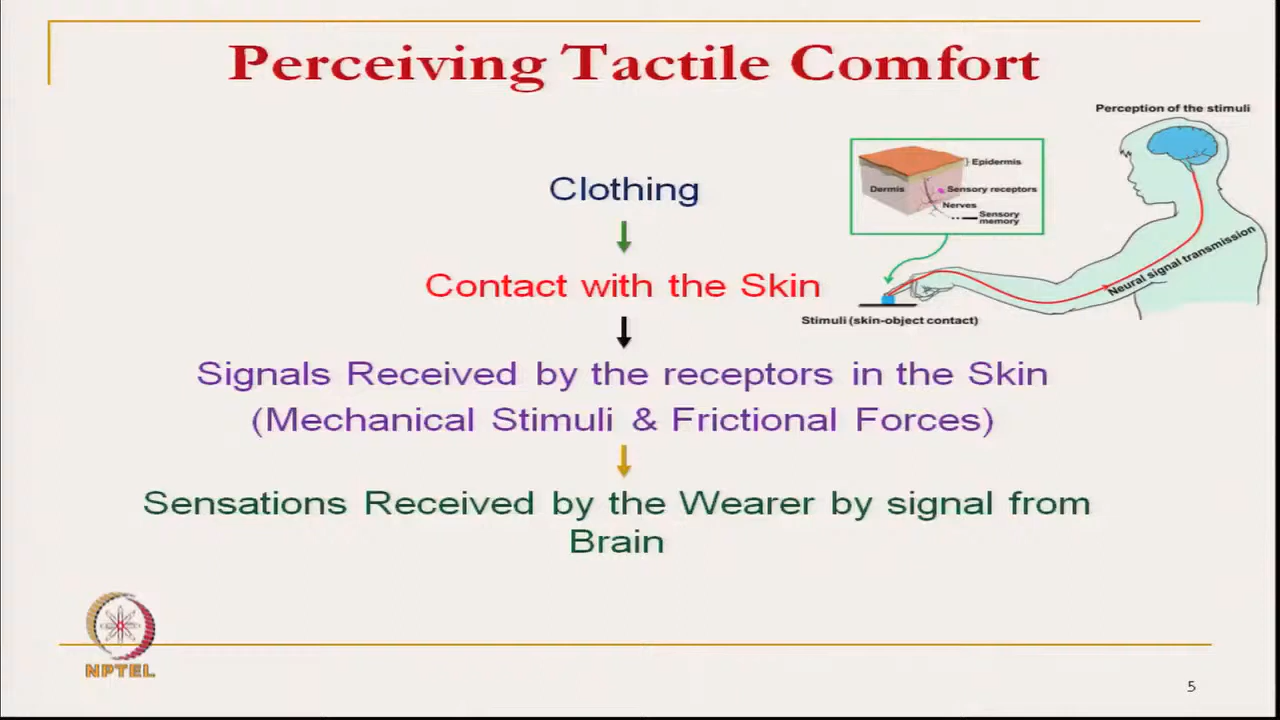 Perceiving Tactile Comfort
Perception of the stimuli
Epidermis
Dermis
Sensory receptors
Nerves
Sensory
memory
Neural signal transmission
Stimuli (skin-object contact)
Clothing
Contact with the Skin
Signals Received by the receptors in the Skin
(Mechanical Stimuli & Frictional Forces)
Sensations Received by the Wearer by signal from
Brain
NPTEL
5